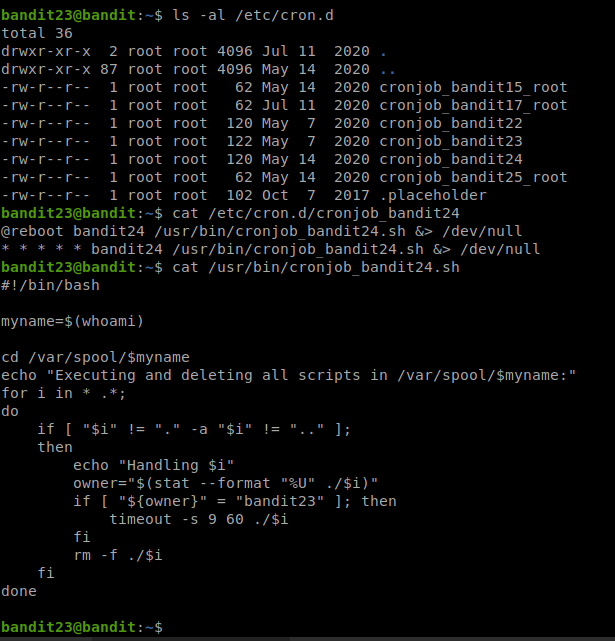 bandit23@bandit:~$ ls -al /etc/cron.d
total 36
drwxr-xr-x  2 root root 4096 Jul 11  2020 .
drwxr-xr-x 87 root root 4096 May 14  2020 ..
-rw-r--r--  1 root root   62 May 14  2020 cronjob_bandit15_root
-rw-r--r--  1 root root   62 Jul 11  2020 cronjob_bandit17_root
-rw-r--r--  1 root root  120 May  7  2020 cronjob_bandit22
-rw-r--r--  1 root root  122 May  7  2020 cronjob_bandit23
-rw-r--r--  1 root root  120 May 14  2020 cronjob_bandit24
-rw-r--r--  1 root root   62 May 14  2020 cronjob_bandit25_root
-rw-r--r--  1 root root  102 Oct  7  2017 .placeholder
bandit23@bandit:~$ cat /etc/cron.d/cronjob_bandit24
@reboot bandit24 /usr/bin/cronjob_bandit24.sh &> /dev/null
* * * * * bandit24 /usr/bin/cronjob_bandit24.sh &> /dev/null
bandit23@bandit:~$ cat /usr/bin/cronjob_bandit24.sh
#!/bin/bash

myname=$(whoami)

cd /var/spool/$myname
echo "Executing and deleting all scripts in /var/spool/$myname:"
for i in * .*;
do
    if [ "$i" != "." -a "$i" != ".." ];
    then
        echo "Handling $i"
        owner="$(stat --format "%U" ./$i)"
        if [ "${owner}" = "bandit23" ]; then
            timeout -s 9 60 ./$i
        fi
        rm -f ./$i
    fi
done

bandit23@bandit:~$